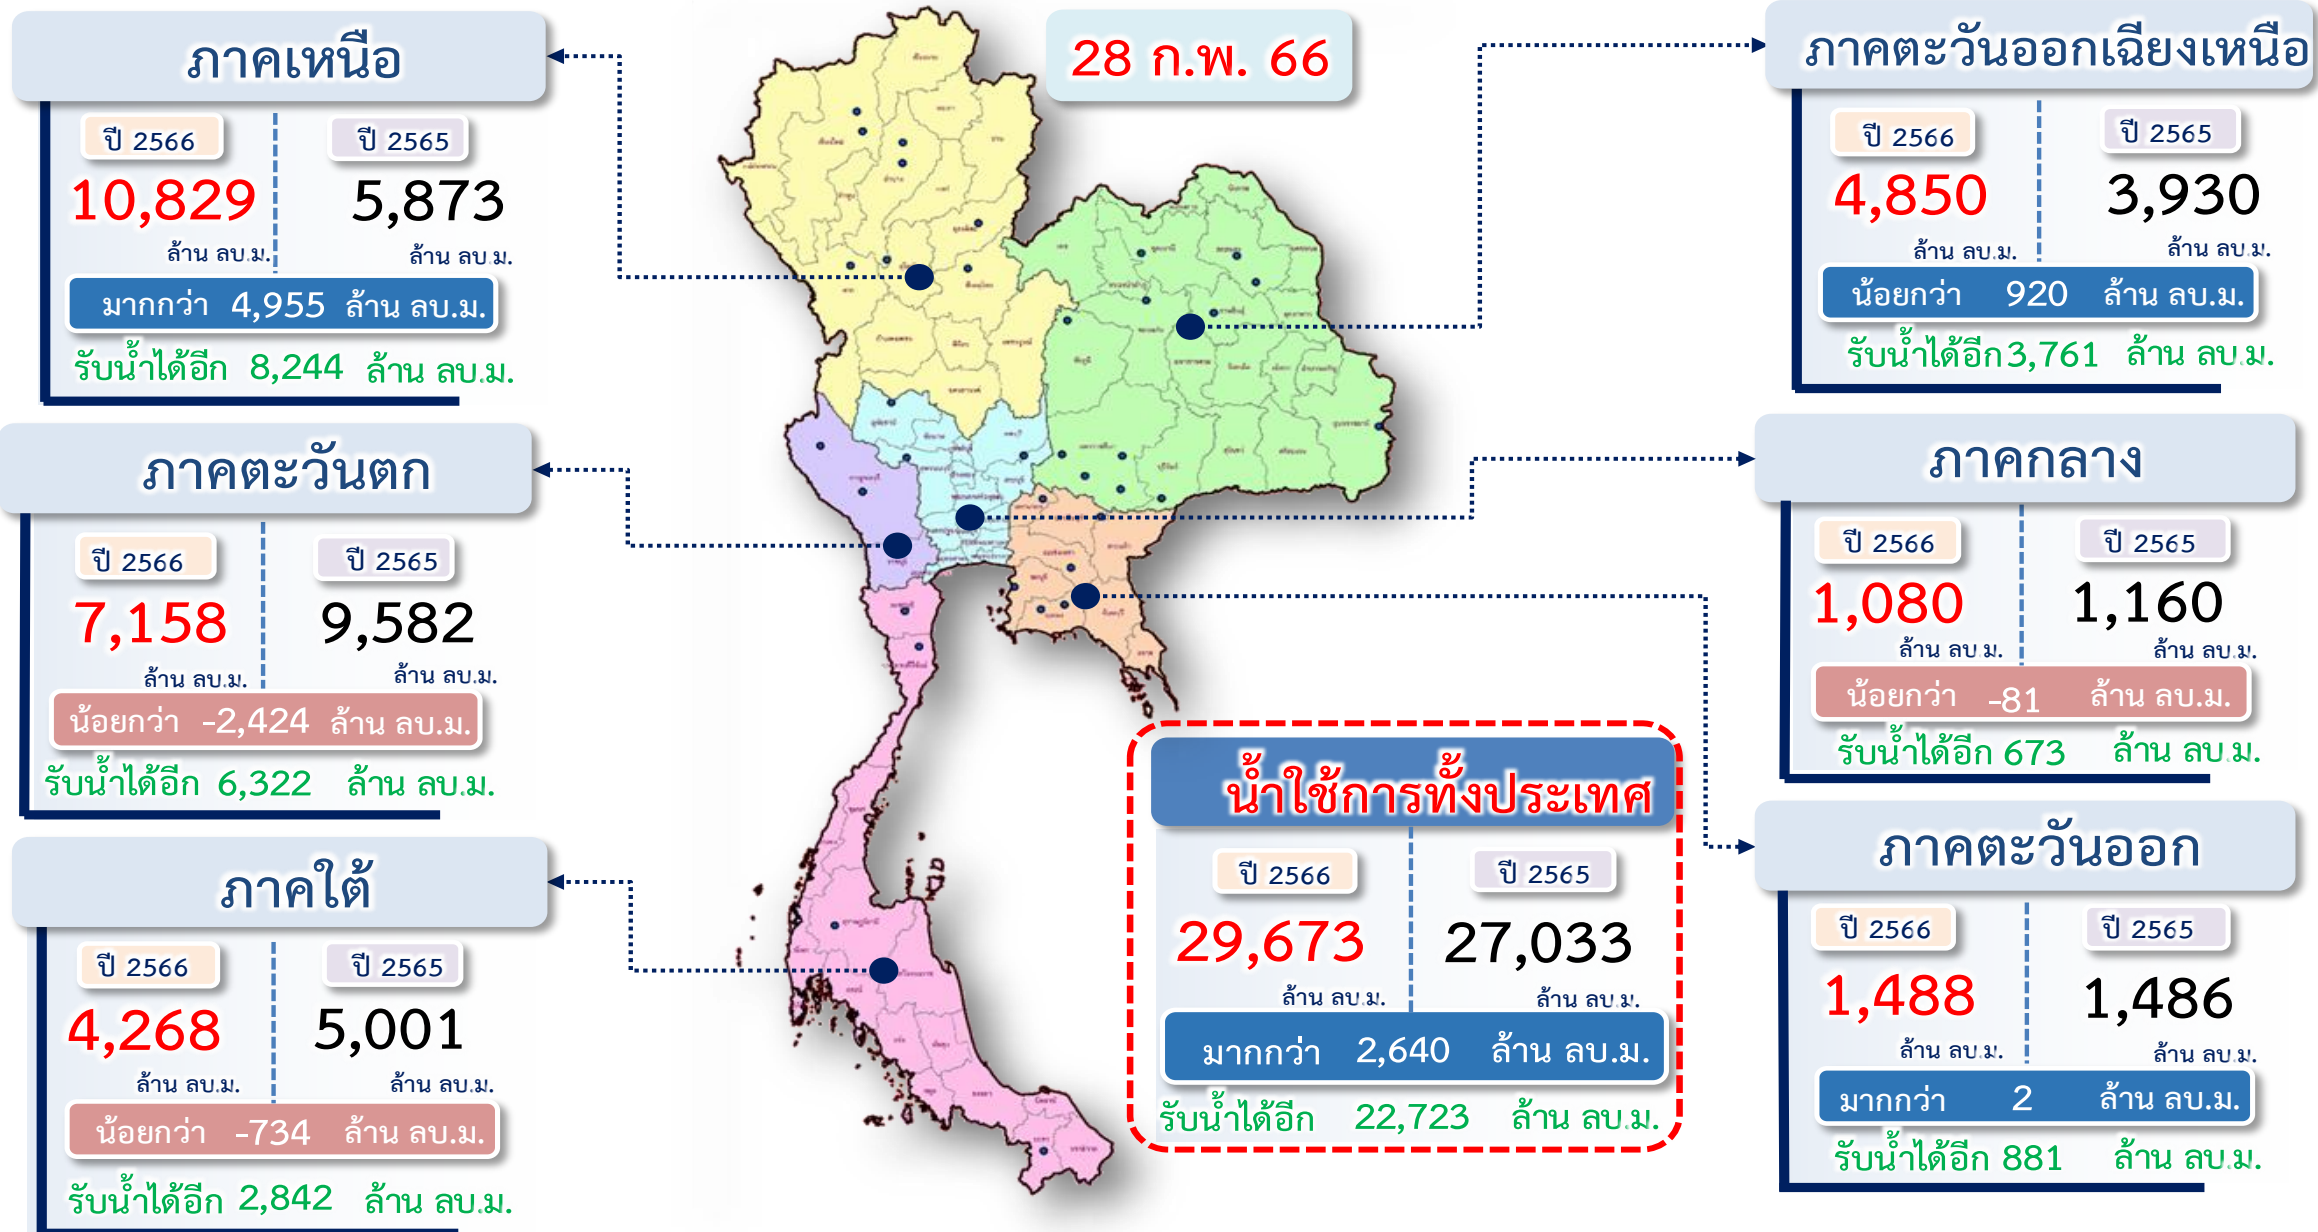 28 ก.พ. 66
ภาคเหนือ
ปี 2566 ปี 2565
10,829 5,873
ล้าน ลบ.ม. ล้าน ลบ.ม.
มากกว่า 4,955 ล้าน ลบ.ม.
รับน้ำได้อีก 8,244 ล้าน ลบ.ม.
ภาคตะวันตก
ปี 2566 ปี 2565
7,158 9,582
ล้าน ลบ.ม. ล้าน ลบ.ม.
น้อยกว่า -2,424 ล้าน ลบ.ม.
รับน้ำได้อีก 6,322 ล้าน ลบ.ม.
ภาคใต้
ปี 2566 ปี 2565
4,268 5,001
ล้าน ลบ.ม. ล้าน ลบ.ม.
น้อยกว่า -734 ล้าน ลบ.ม.
รับน้ำได้อีก 2,842 ล้าน ลบ.ม.
ภาคตะวันออกเฉียงเหนือ
ปี 2566 ปี 2565
4,850 3,930
ล้าน ลบ.ม. ล้าน ลบ.ม.
น้อยกว่า 920 ล้าน ลบ.ม.
รับน้ำได้อีก 3,761 ล้าน ลบ.ม.
ภาคกลาง
ปี 2566 ปี 2565
1,080 1,160
ล้าน ลบ.ม. ล้าน ลบ.ม.
น้อยกว่า -81 ล้าน ลบ.ม.
รับน้ำได้อีก 673 ล้าน ลบ.ม.
ภาคตะวันออก
ปี 2566 ปี 2565
1,488 1,486
ล้าน ลบ.ม. ล้าน ลบ.ม.
มากกว่า 2 ล้าน ลบ.ม.
รับน้ำได้อีก 881 ล้าน ลบ.ม.
น้ำใช้การทั้งประเทศ
ปี 2566 ปี 2565
29,673 27,033
ล้าน ลบ.ม. ล้าน ลบ.ม.
มากกว่า 2,640 ล้าน ลบ.ม.
รับน้ำได้อีก 22,723 ล้าน ลบ.ม.